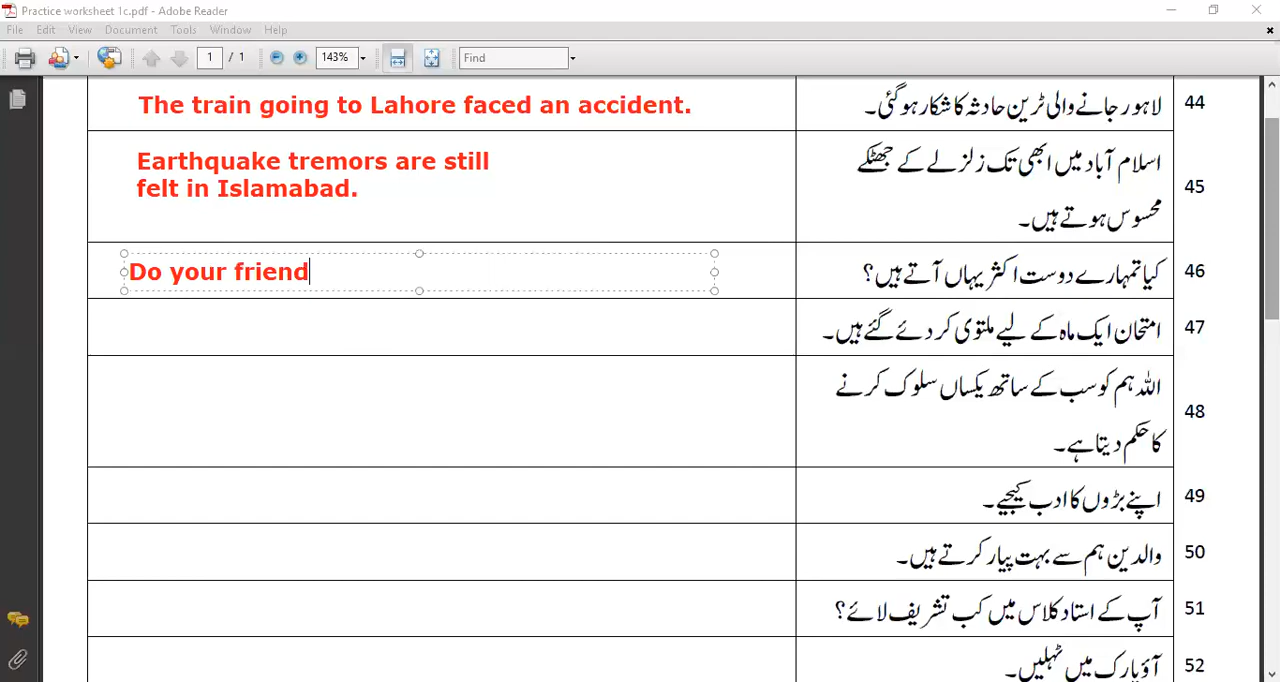 Practice worksheet 1c.pdf - Adobe Reader
File Edit View Document Tools Window Help
1 / 1 143% Find
The train going to Lahore faced an accident.
لاہور جانے والی ٹرین حادثہ کا شکار ہوگئی۔
44
Earthquake tremors are still
felt in Islamabad.
اسلام آباد میں ابھی تک زلزلے کے جھٹکے
محسوس ہوتے ہیں۔
45
Do your friend
کیا تمہارے دوست اکثر یہاں آتے ہیں؟
46
امتحان ایک ماہ کے لیے ملتوی کر دئے گئے ہیں۔
47
اللہ ہم کو سب کے ساتھ یکساں سلوک کرنے
کا حکم دیتا ہے۔
48
اپنے بڑوں کا ادب کیجیے۔
49
والدین ہم سے بہت پیار کرتے ہیں۔
50
آپ کے استاد کلاس میں کب تشریف لائے؟
51
آؤ پارک میں ٹہلیں۔
52